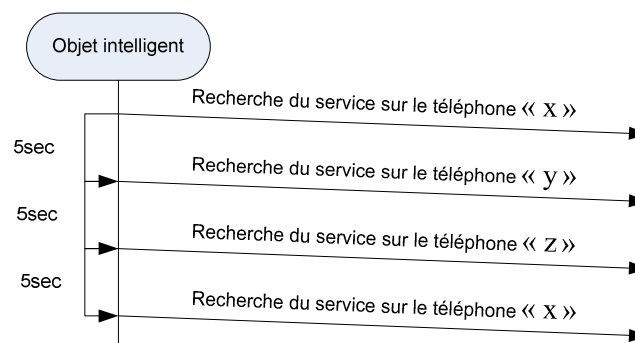 Objet intelligent
Recherche du service sur le téléphone « x »
5sec
Recherche du service sur le téléphone « y »
5sec
Recherche du service sur le téléphone « z »
5sec
Recherche du service sur le téléphone « x »